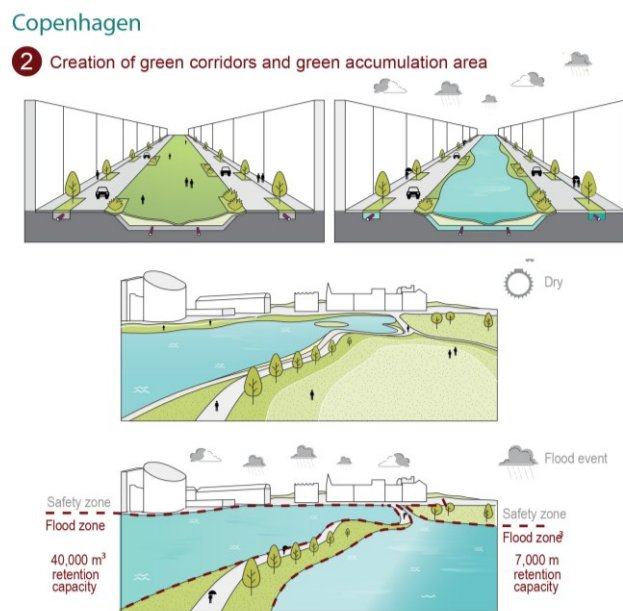 Copenhagen
2 Creation of green corridors and green accumulation area
Dry
Flood event
Safety zone
Flood zone
40,000 m³
retention
capacity
Safety zone
Flood zone³
7,000 m
retention
capacity